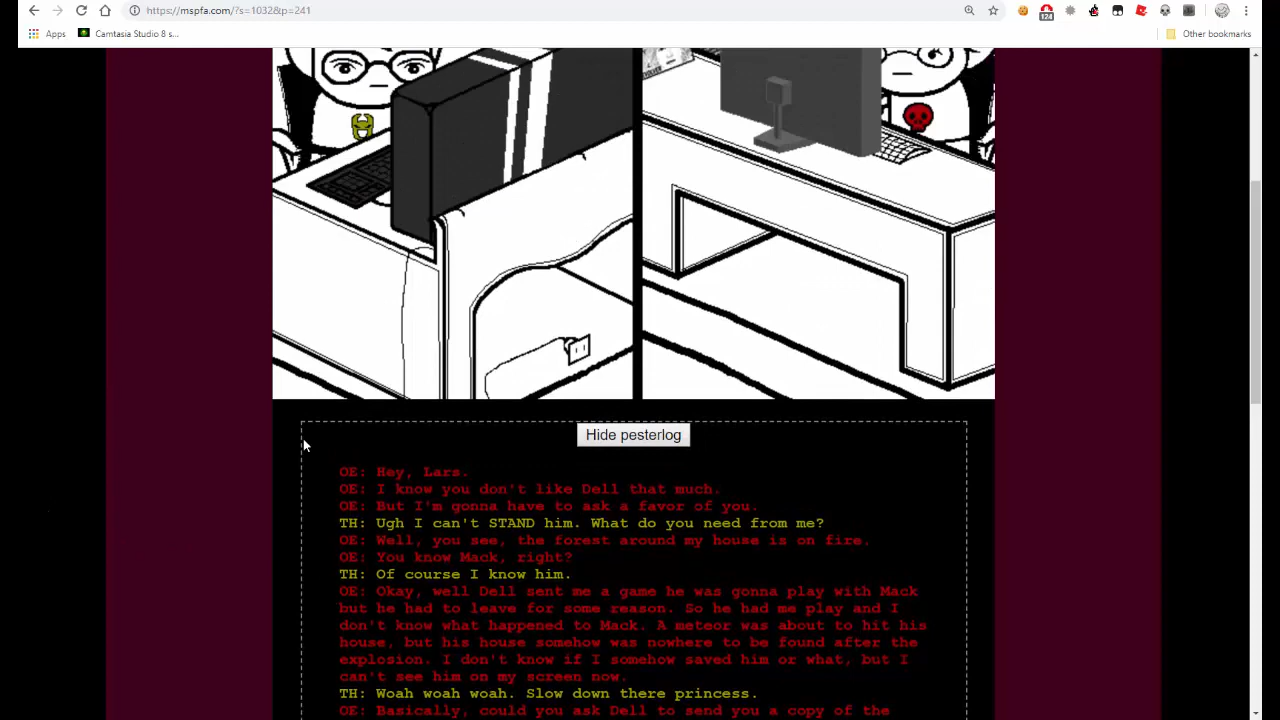 https://mspfa.com/?s=1032&p=241
124
Apps
Camtasia Studio 8 s...
Other bookmarks
Hide pesterlog
OE: Hey, Lars.
OE: I know you don't like Dell that much.
OE: But I'm gonna have to ask a favor of you.
TH: Ugh I can't STAND him. What do you need from me?
OE: Well, you see, the forest around my house is on fire.
OE: You know Mack, right?
TH: Of course I know him.
OE: Okay, well Dell sent me a game he was gonna play with Mack
but he had to leave for some reason. So he had me play and I
don't know what happened to Mack. A meteor was about to hit his
house, but his house somehow was nowhere to be found after the
explosion. I don't know if I somehow saved him or what, but I
can't see him on my screen now.
TH: Woah woah woah. Slow down there princess.
OE: Basically, could you ask Dell to send you a copy of the